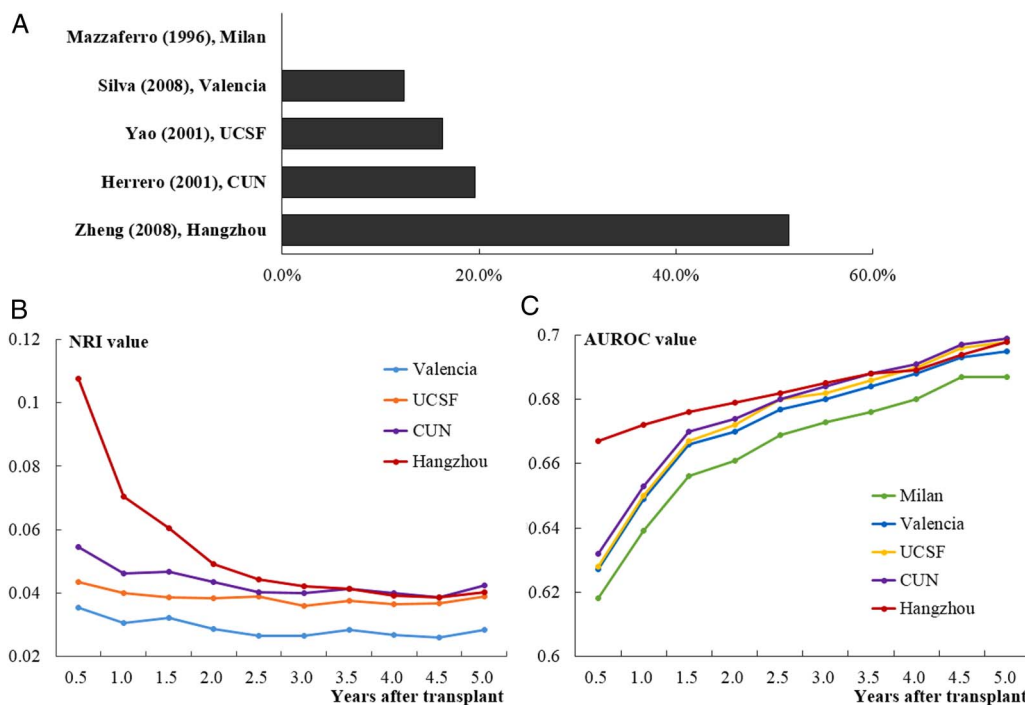 A
Mazzaferro (1996), Milan
Silva (2008), Valencia
Yao (2001), UCSF
Herrero (2001), CUN
Zheng (2008), Hangzhou
0.0% 20.0% 40.0% 60.0%
B
NRI value
0.12
0.1
0.08
0.06
0.04
0.02
Valencia
UCSF
CUN
Hangzhou
0.5 1.0 1.5 2.0 2.5 3.0 3.5 4.0 4.5 5.0
Years after transplant
C
AUROC value
0.7
0.68
0.66
0.64
0.62
0.6
Milan
Valencia
UCSF
CUN
Hangzhou
0.5 1.0 1.5 2.0 2.5 3.0 3.5 4.0 4.5 5.0
Years after transplant